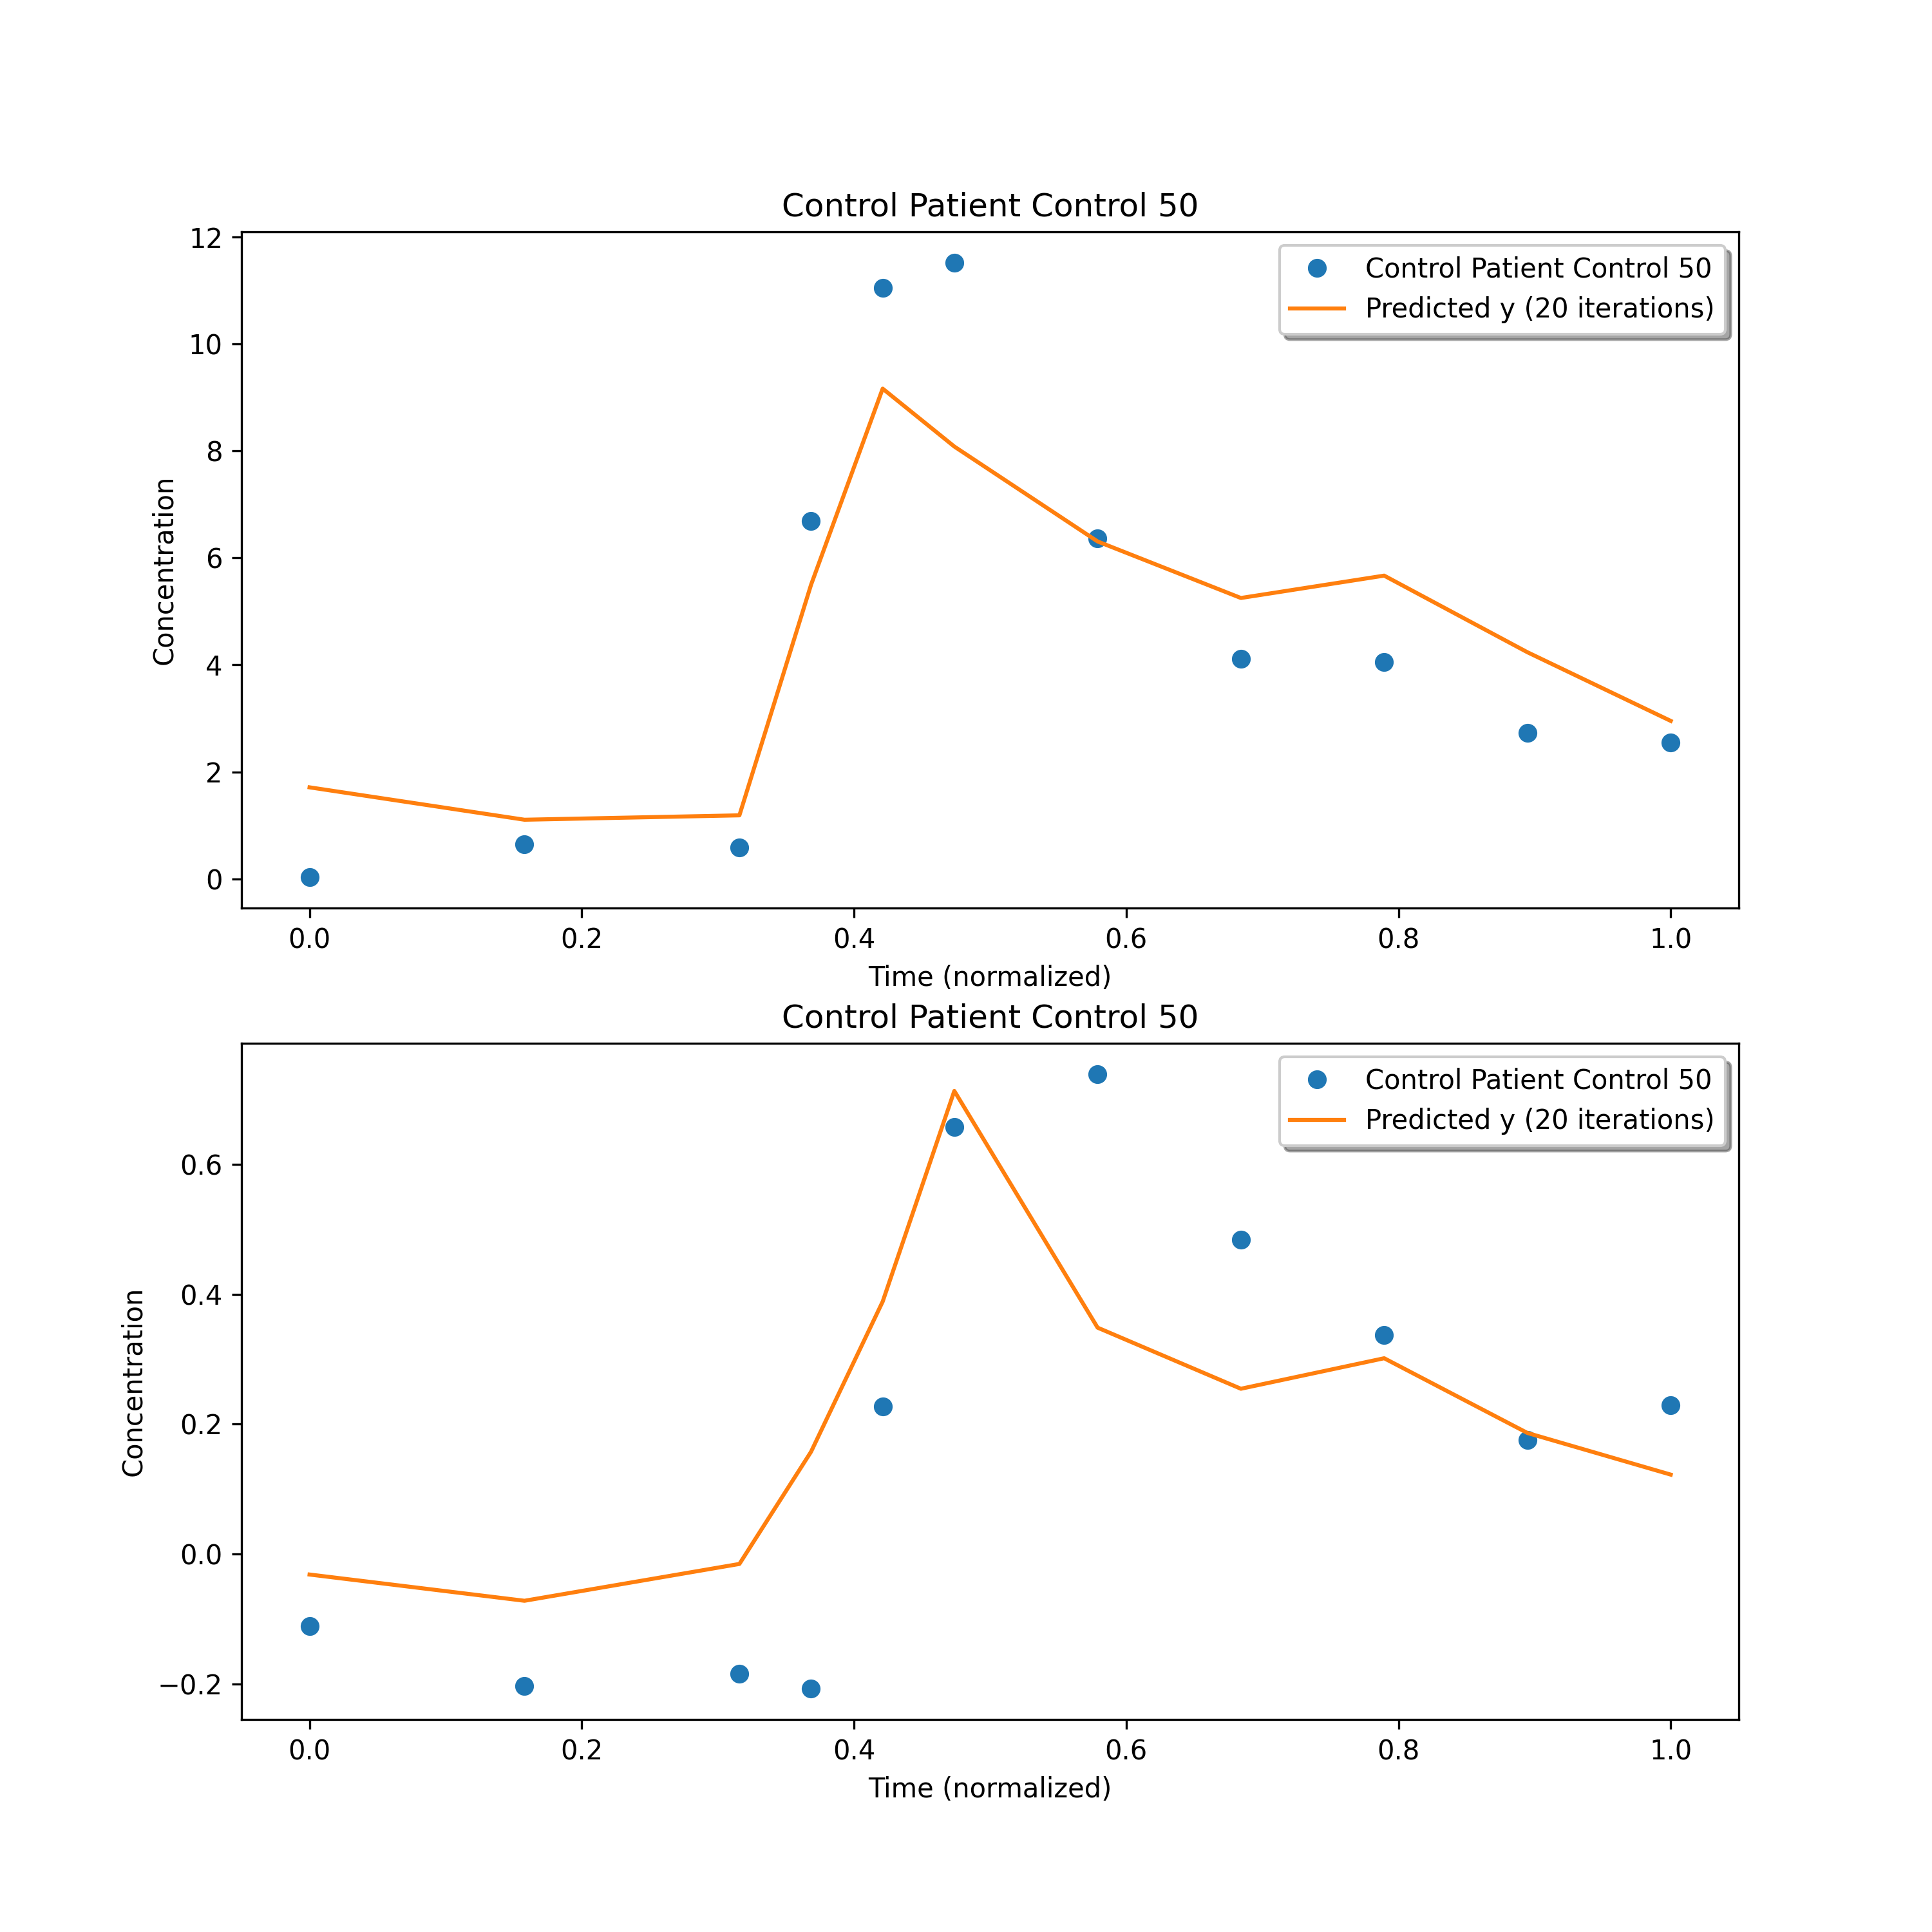 Control Patient Control 50
12
10
8
6
4
2
0
Concentration
Control Patient Control 50
Predicted y (20 iterations)
0.0 0.2 0.4 0.6 0.8 1.0
Time (normalized)
Control Patient Control 50
0.6
0.4
0.2
0.0
−0.2
Concentration
Control Patient Control 50
Predicted y (20 iterations)
0.0 0.2 0.4 0.6 0.8 1.0
Time (normalized)